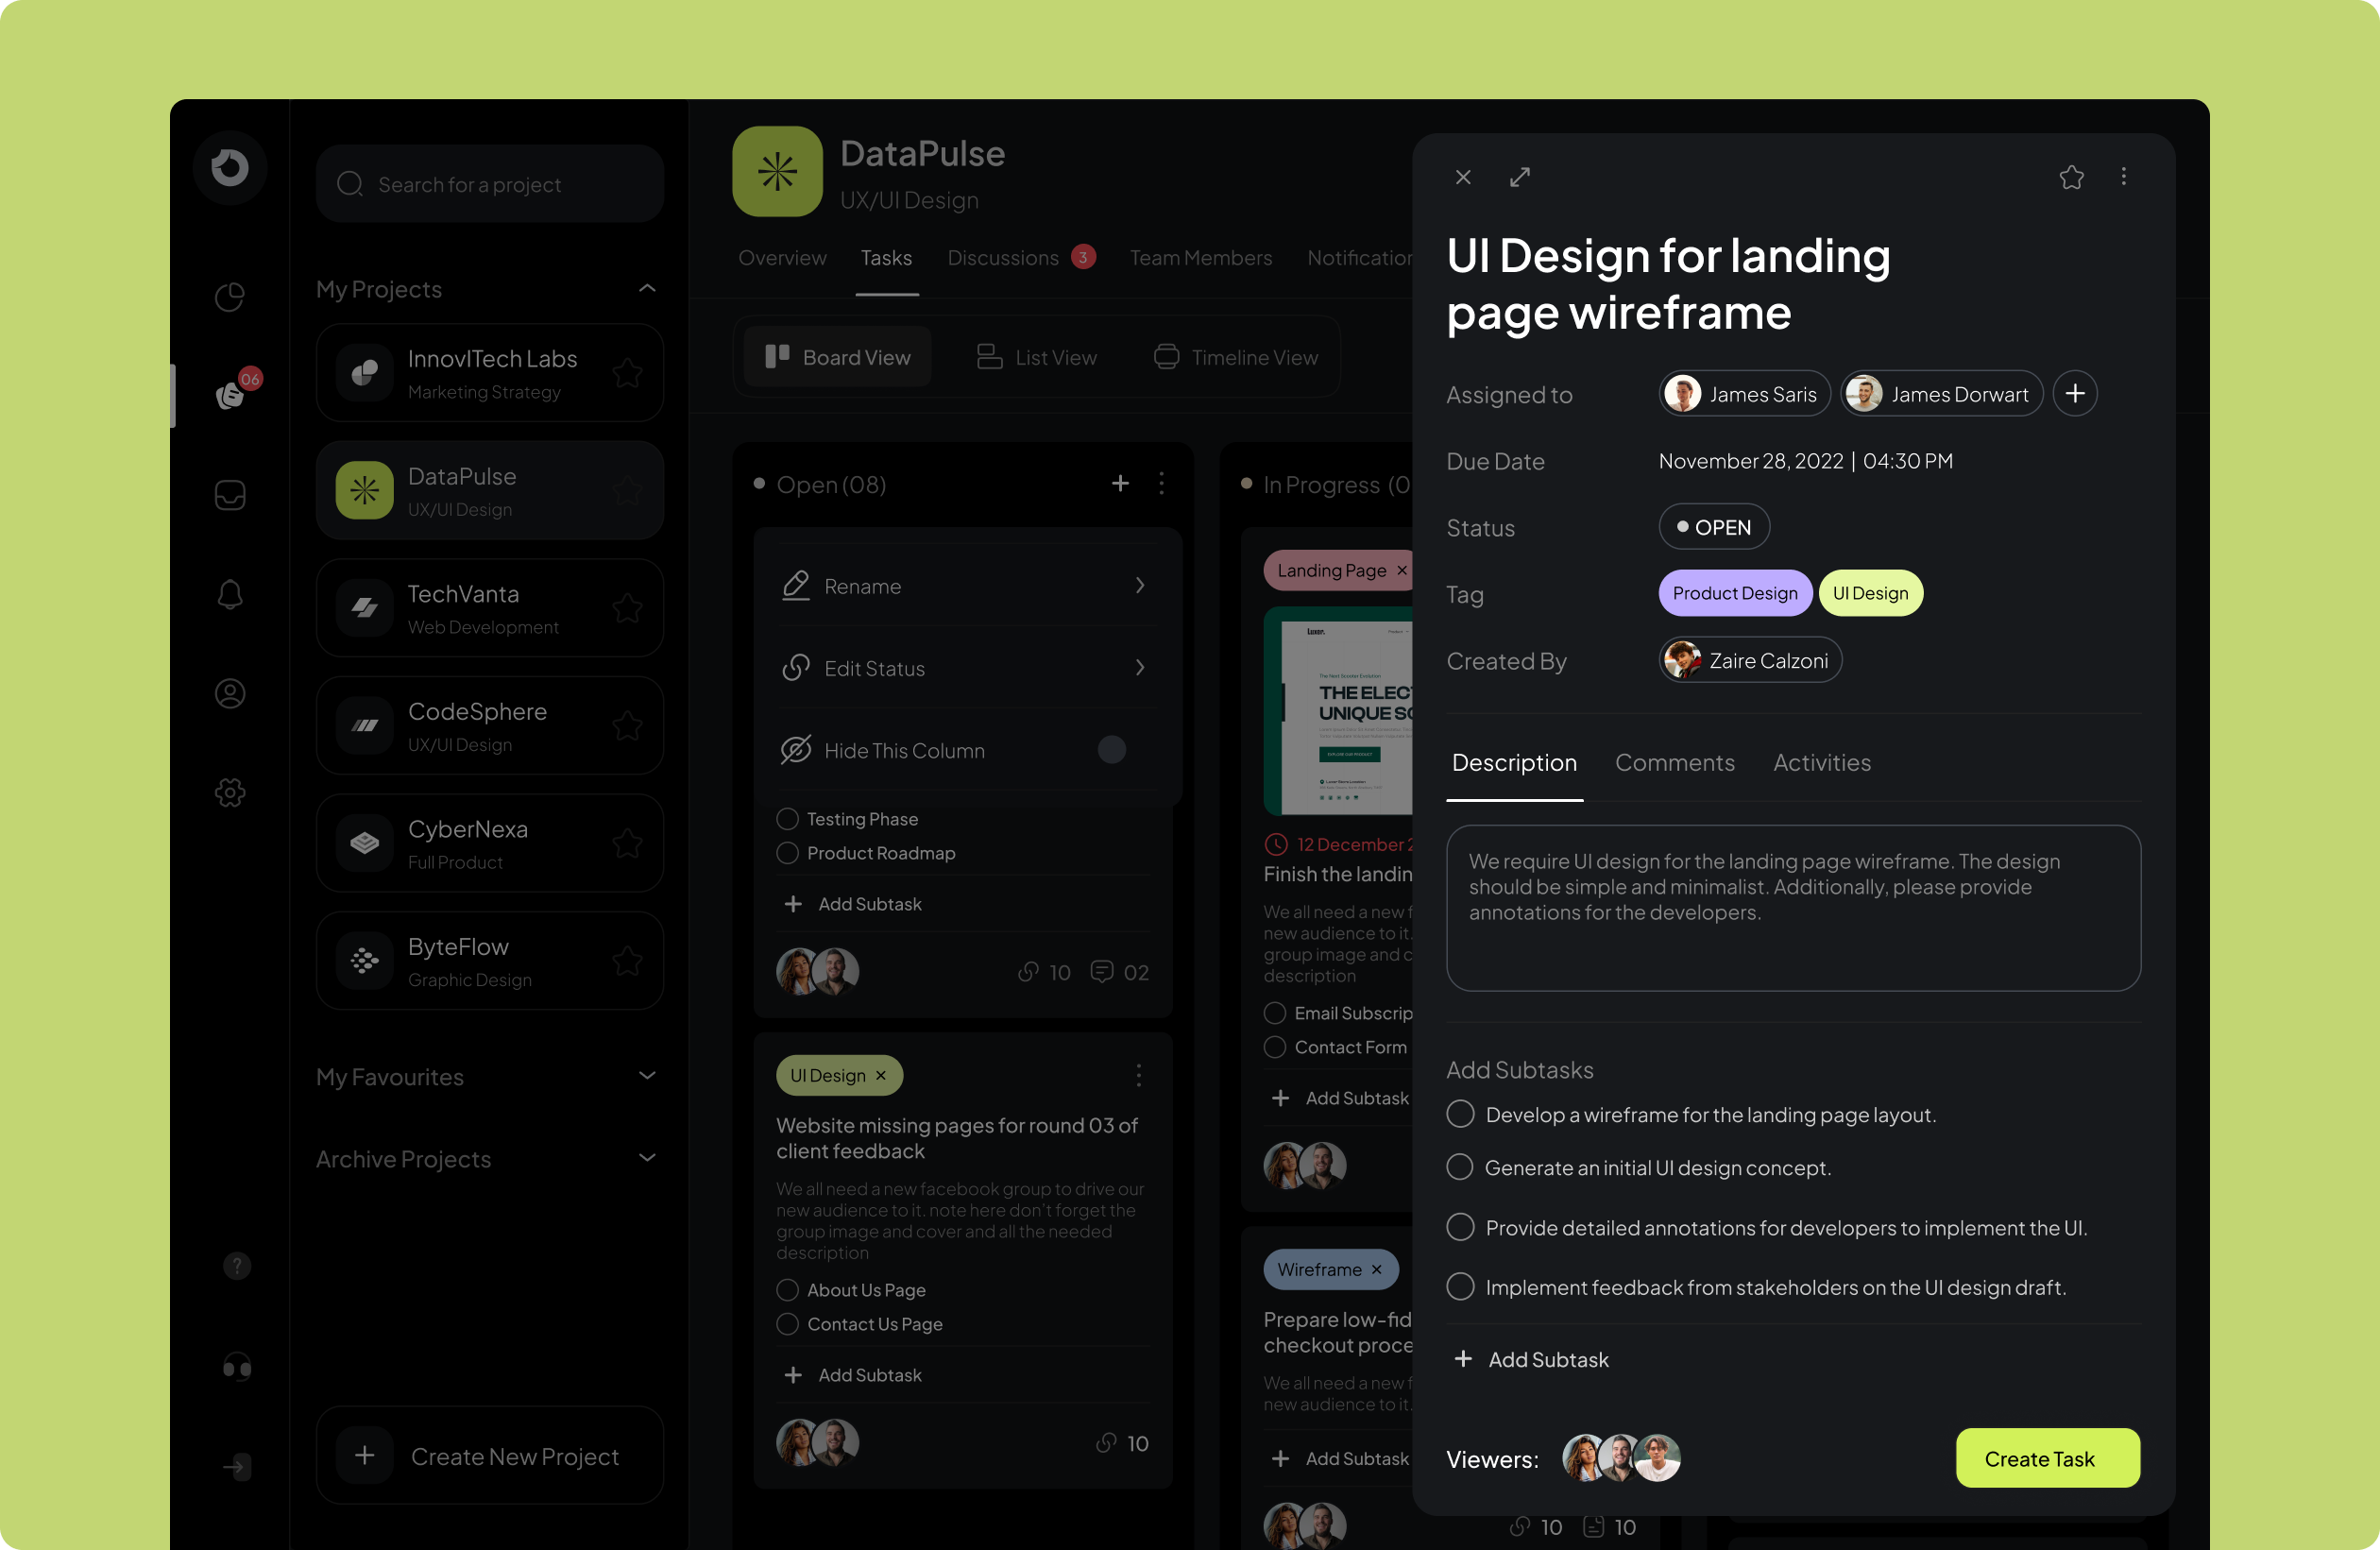 Search for a project
My Projects
InnovITech Labs
Marketing Strategy
DataPulse
UX/UI Design
TechVanta
Web Development
CodeSphere
UX/UI Design
CyberNexa
Full Product
ByteFlow
Graphic Design
My Favourites
Archive Projects
Create New Project
06
?
DataPulse
UX/UI Design
Overview
Tasks
Discussions 3
Team Members
Notification
Board View
List View
Timeline View
Open (08)
Rename
Edit Status
Hide This Column
Testing Phase
Product Roadmap
Add Subtask
10 02
UI Design
Website missing pages for round 03 of
client feedback
We all need a new facebook group to drive our
new audience to it. note here don't forget the
group image and cover and all the needed
description
About Us Page
Contact Us Page
Add Subtask
10
In Progress (0
Landing Page
Luxor.
Product
The Next Scooter Evolution
THE ELEC
UNIQUE SC
12 December 2
Finish the landin
We all need a new f
new audience to it.
group image and c
description
Email Subscrip
Contact Form
Add Subtask
Wireframe
Prepare low-fid
checkout proce
We all need a new f
new audience to it.
Add Subtask
10 10
UI Design for landing
page wireframe
Assigned to
James Saris
James Dorwart
Due Date
November 28, 2022 | 04:30 PM
Status
OPEN
Tag
Product Design
UI Design
Created By
Zaire Calzoni
Description
Comments
Activities
We require UI design for the landing page wireframe. The design
should be simple and minimalist. Additionally, please provide
annotations for the developers.
Add Subtasks
Develop a wireframe for the landing page layout.
Generate an initial UI design concept.
Provide detailed annotations for developers to implement the UI.
Implement feedback from stakeholders on the UI design draft.
Add Subtask
Viewers:
Create Task